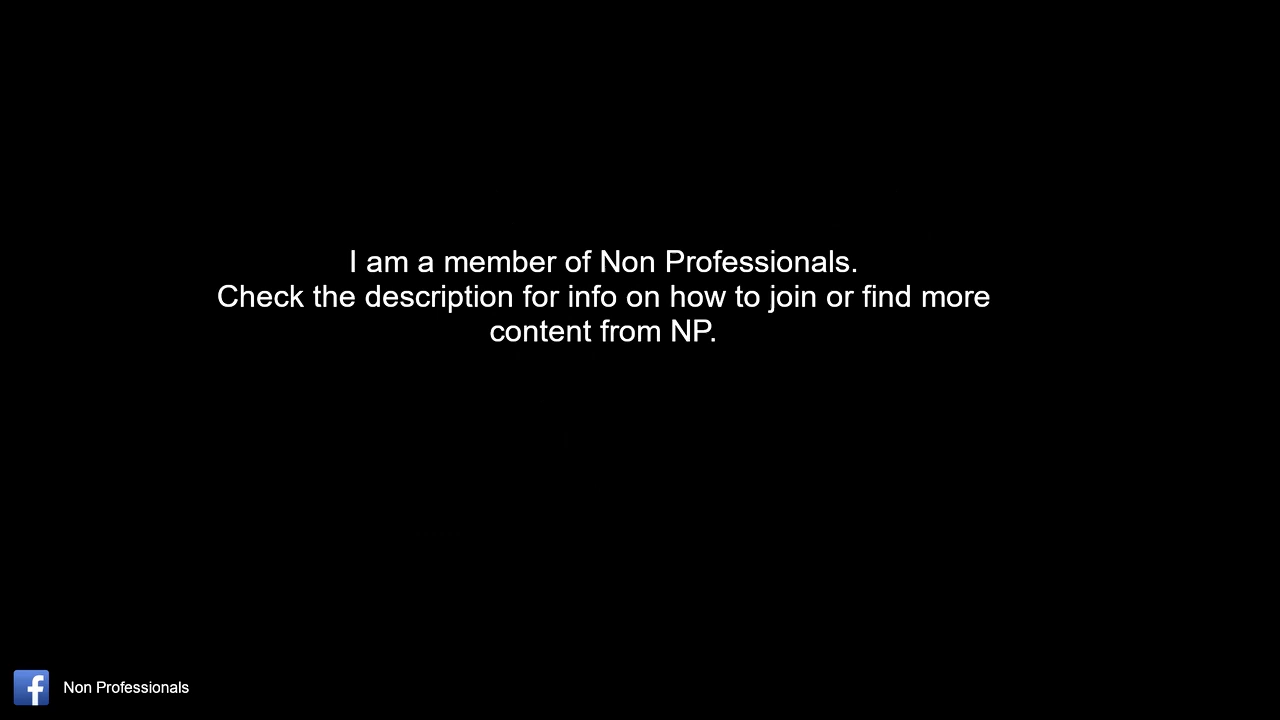 I am a member of Non Professionals.
Check the description for info on how to join or find more
content from NP.
Non Professionals